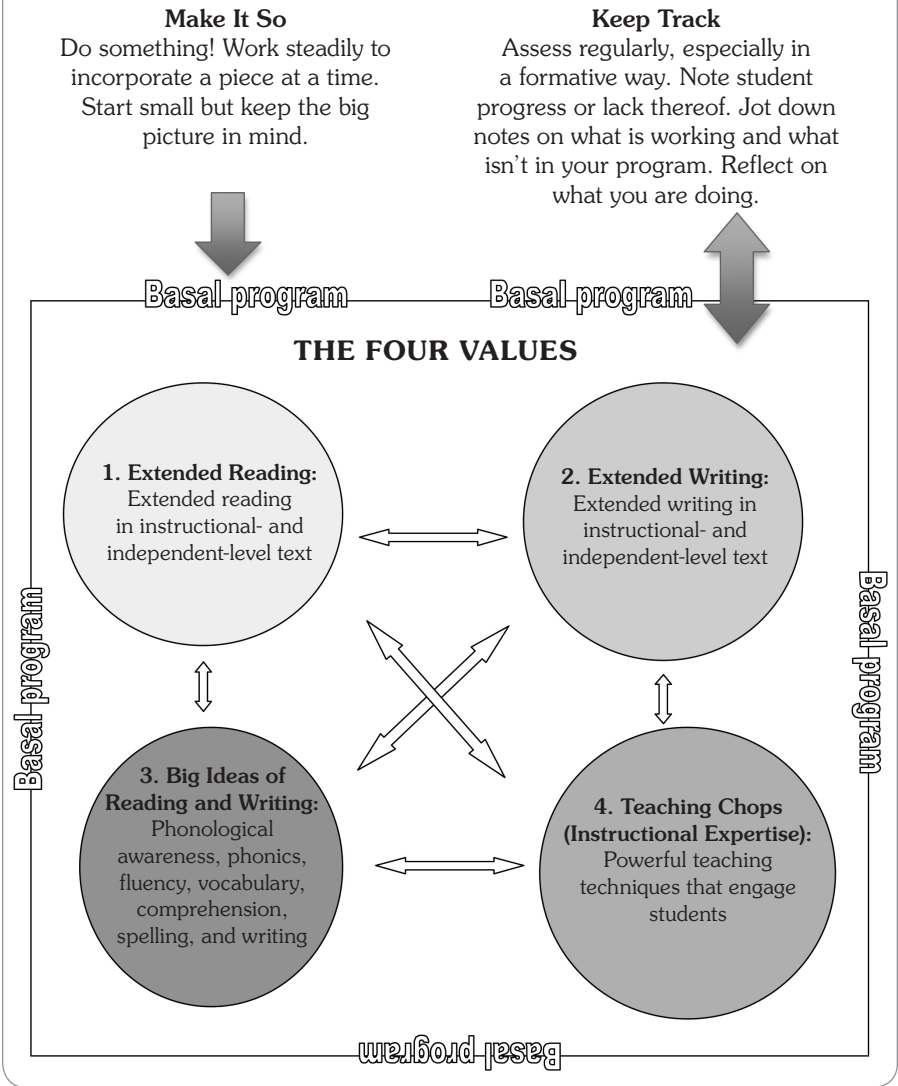 Make It So
Do something! Work steadily to
incorporate a piece at a time.
Start small but keep the big
picture in mind.
Keep Track
Assess regularly, especially in
a formative way. Note student
progress or lack thereof. Jot down
notes on what is working and what
isn't in your program. Reflect on
what you are doing.
Basal program
Basal program
THE FOUR VALUES
1. Extended Reading:
Extended reading
in instructional- and
independent-level text
2. Extended Writing:
Extended writing in
instructional- and
independent-level text
Basal program
Basal program
3. Big Ideas of
Reading and Writing:
Phonological
awareness, phonics,
fluency, vocabulary,
comprehension,
spelling, and writing
4. Teaching Chops
(Instructional Expertise):
Powerful teaching
techniques that engage
students
Basal program